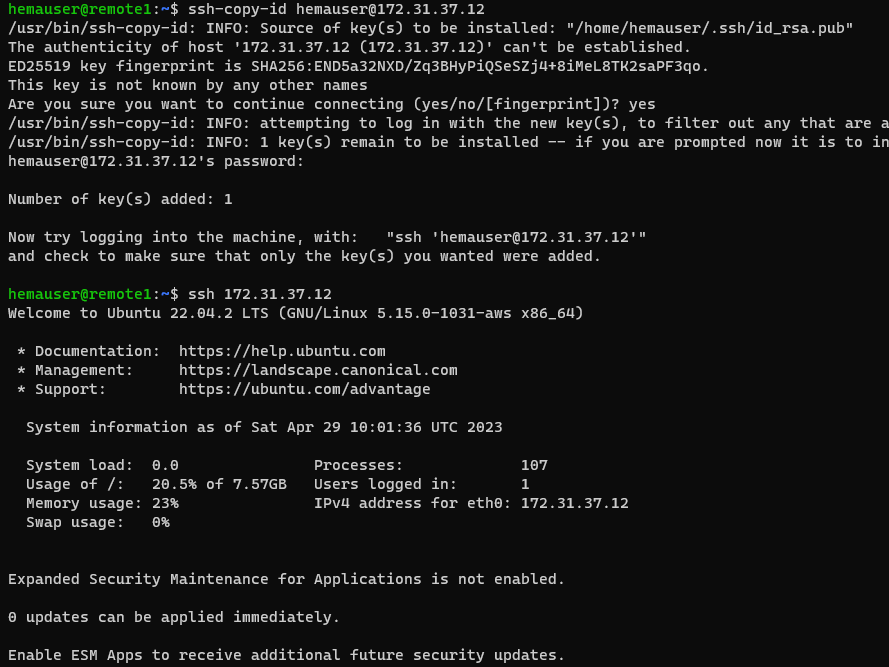 hemauser@remote1:~$ ssh-copy-id hemauser@172.31.37.12
/usr/bin/ssh-copy-id: INFO: Source of key(s) to be installed: "/home/hemauser/.ssh/id_rsa.pub"
The authenticity of host '172.31.37.12 (172.31.37.12)' can't be established.
ED25519 key fingerprint is SHA256:END5a32NXD/Zq3BHyPiQSeSZj4+8iMeL8TK2saPF3qo.
This key is not known by any other names
Are you sure you want to continue connecting (yes/no/[fingerprint])? yes
/usr/bin/ssh-copy-id: INFO: attempting to log in with the new key(s), to filter out any that are a
/usr/bin/ssh-copy-id: INFO: 1 key(s) remain to be installed -- if you are prompted now it is to in
hemauser@172.31.37.12's password:
Number of key(s) added: 1
Now try logging into the machine, with:   "ssh 'hemauser@172.31.37.12'"
and check to make sure that only the key(s) you wanted were added.
hemauser@remote1:~$ ssh 172.31.37.12
Welcome to Ubuntu 22.04.2 LTS (GNU/Linux 5.15.0-1031-aws x86_64)
* Documentation:  https://help.ubuntu.com
* Management:     https://landscape.canonical.com
* Support:        https://ubuntu.com/advantage
System information as of Sat Apr 29 10:01:36 UTC 2023
System load:  0.0                Processes:             107
Usage of /:   20.5% of 7.57GB   Users logged in:       1
Memory usage: 23%                IPv4 address for eth0: 172.31.37.12
Swap usage:   0%
Expanded Security Maintenance for Applications is not enabled.
0 updates can be applied immediately.
Enable ESM Apps to receive additional future security updates.